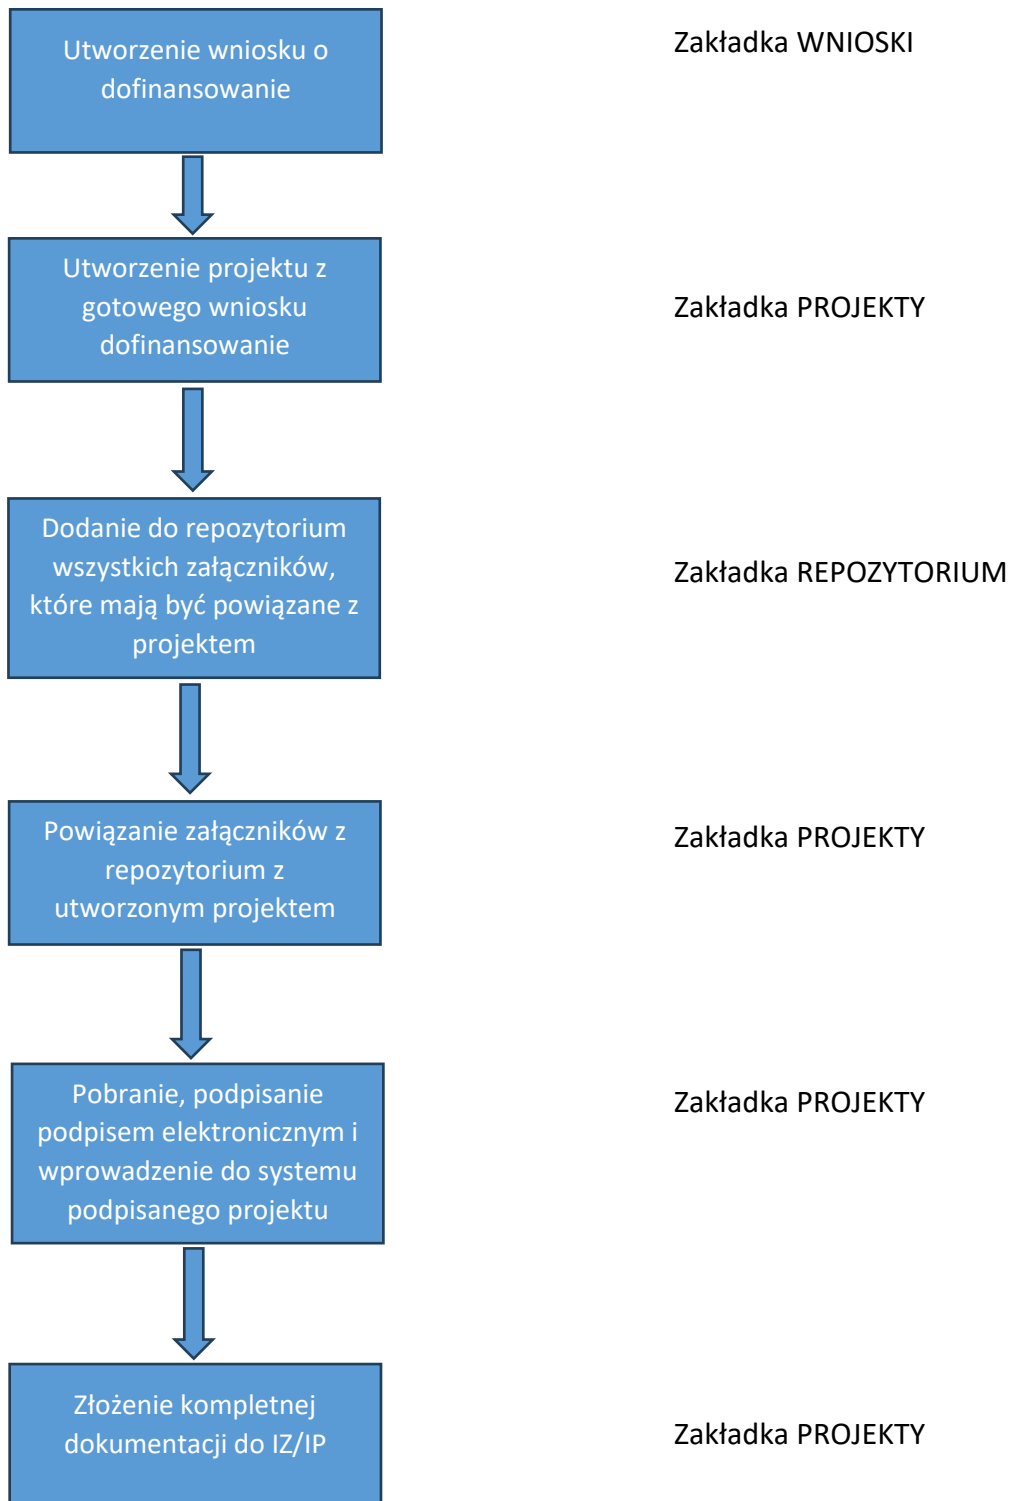 Utworzenie wniosku o
dofinansowanie
Zakładka WNIOSKI
Utworzenie projektu z
gotowego wniosku
dofinansowanie
Zakładka PROJEKTY
Dodanie do repozytorium
wszystkich załączników,
które mają być powiązane z
projektem
Zakładka REPOZYTORIUM
Powiązanie załączników z
repozytorium z
utworzonym projektem
Zakładka PROJEKTY
Pobranie, podpisanie
podpisem elektronicznym i
wprowadzenie do systemu
podpisanego projektu
Zakładka PROJEKTY
Złożenie kompletnej
dokumentacji do IZ/IP
Zakładka PROJEKTY